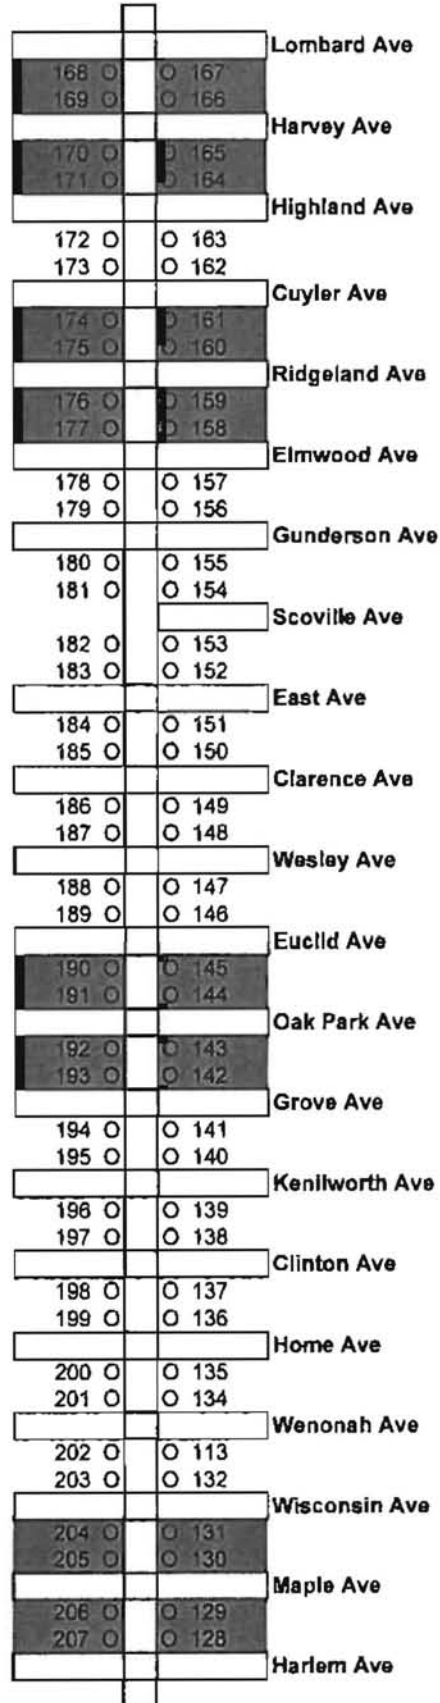 Lombard Ave
168 O O 167
169 O O 166
Harvey Ave
170 O O 165
171 O O 164
Highland Ave
172 O O 163
173 O O 162
Cuyler Ave
174 O O 161
175 O O 160
Ridgeland Ave
176 O O 159
177 O O 158
Elmwood Ave
178 O O 157
179 O O 156
Gunderson Ave
180 O O 155
181 O O 154
Scoville Ave
182 O O 153
183 O O 152
East Ave
184 O O 151
185 O O 150
Clarence Ave
186 O O 149
187 O O 148
Wesley Ave
188 O O 147
189 O O 146
Euclid Ave
190 O O 145
191 O O 144
Oak Park Ave
192 O O 143
193 O O 142
Grove Ave
194 O O 141
195 O O 140
Kenilworth Ave
196 O O 139
197 O O 138
Clinton Ave
198 O O 137
199 O O 136
Home Ave
200 O O 135
201 O O 134
Wenonah Ave
202 O O 113
203 O O 132
Wisconsin Ave
204 O O 131
205 O O 130
Maple Ave
206 O O 129
207 O O 128
Harlem Ave